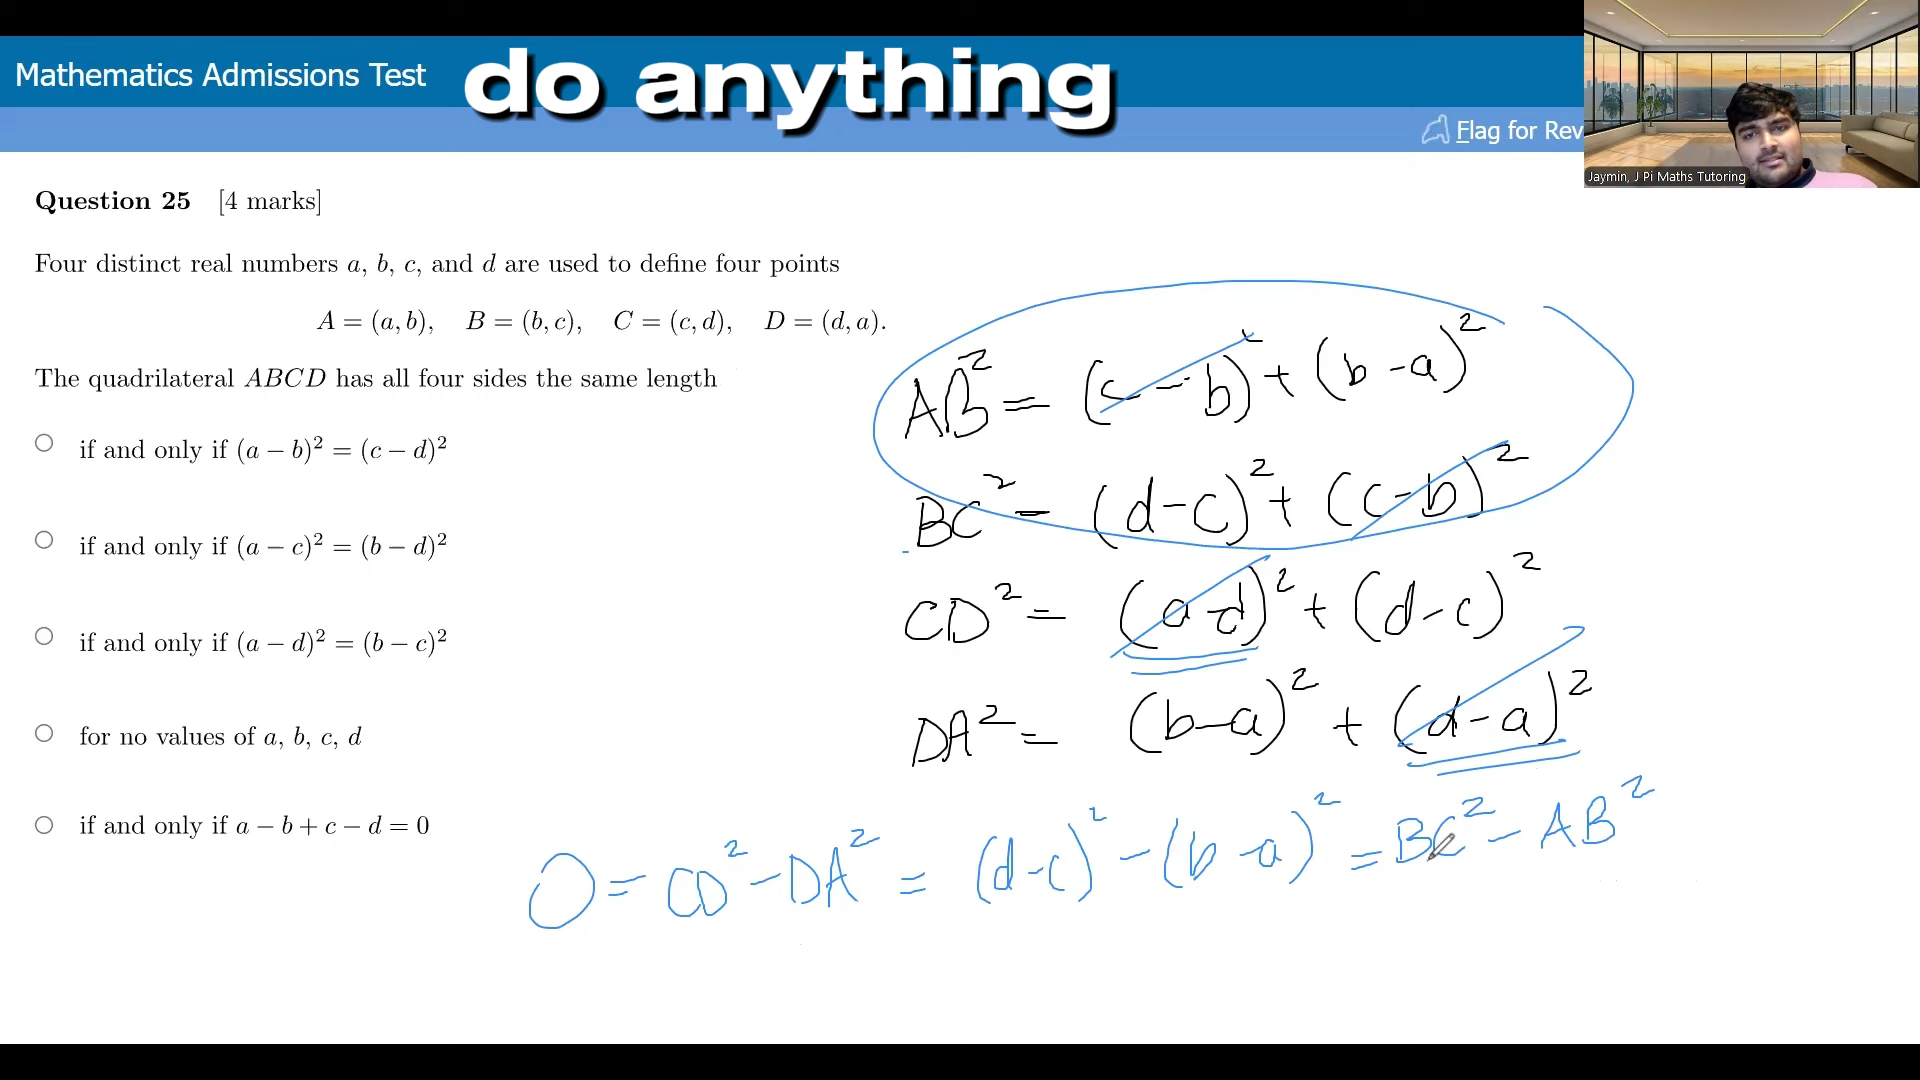 Mathematics Admissions Test
do anything
Flag for Rev
Jaymin, J Pi Maths Tutoring
Question 25 [4 marks]
Four distinct real numbers a, b, c, and d are used to define four points
A = (a, b), B = (b, c), C = (c, d), D = (d, a).
The quadrilateral ABCD has all four sides the same length
if and only if (a − b)² = (c − d)²
if and only if (a − c)² = (b − d)²
if and only if (a − d)² = (b − c)²
for no values of a, b, c, d
if and only if a − b + c − d = 0
AB² = (c − b)² + (b − a)²
BC² = (d − c)² + (c − b)²
CD² = (a − d)² + (d − c)²
DA² = (b − a)² + (d − a)²
0 = CD² − DA² = (d − c)² − (b − a)² = BC² − AB²